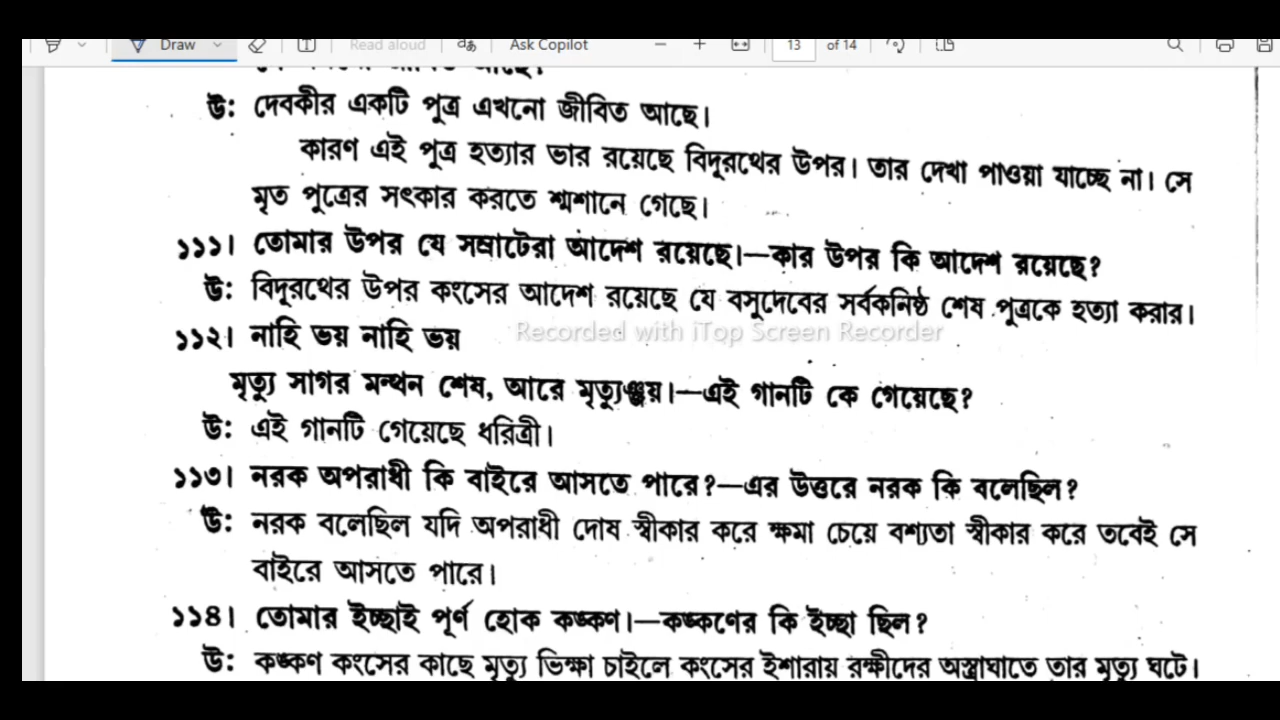 Draw
Read aloud
Ask Copilot
13 of 14
উ: দেবকীর একটি পুত্র এখনো জীবিত আছে।
কারণ এই পুত্র হত্যার ভার রয়েছে বিদূরথের উপর। তার দেখা পাওয়া যাচ্ছে না। সে
মৃত পুত্রের সৎকার করতে শ্মশানে গেছে।
১১১। তোমার উপর যে সম্রাটেরা আদেশ রয়েছে।—কার উপর কি আদেশ রয়েছে?
উ: বিদূরথের উপর কংসের আদেশ রয়েছে যে বসুদেবের সর্বকনিষ্ঠ শেষ পুত্রকে হত্যা করার।
Recorded with iTop Screen Recorder
১১২। নাহি ভয় নাহি ভয়
মৃত্যু সাগর মন্থন শেষ, আরে মৃত্যুঞ্জয়।—এই গানটি কে গেয়েছে?
উ: এই গানটি গেয়েছে ধরিত্রী।
১১৩। নরক অপরাধী কি বাইরে আসতে পারে?—এর উত্তরে নরক কি বলেছিল?
উ: নরক বলেছিল যদি অপরাধী দোষ স্বীকার করে ক্ষমা চেয়ে বশ্যতা স্বীকার করে তবেই সে
বাইরে আসতে পারে।
১১৪। তোমার ইচ্ছাই পূর্ণ হোক কঙ্কণ।—কঙ্কণের কি ইচ্ছা ছিল?
উ: কঙ্কণ কংসের কাছে মৃত্যু ভিক্ষা চাইলে কংসের ইশারায় রক্ষীদের অস্ত্রাঘাতে তার মৃত্যু ঘটে।